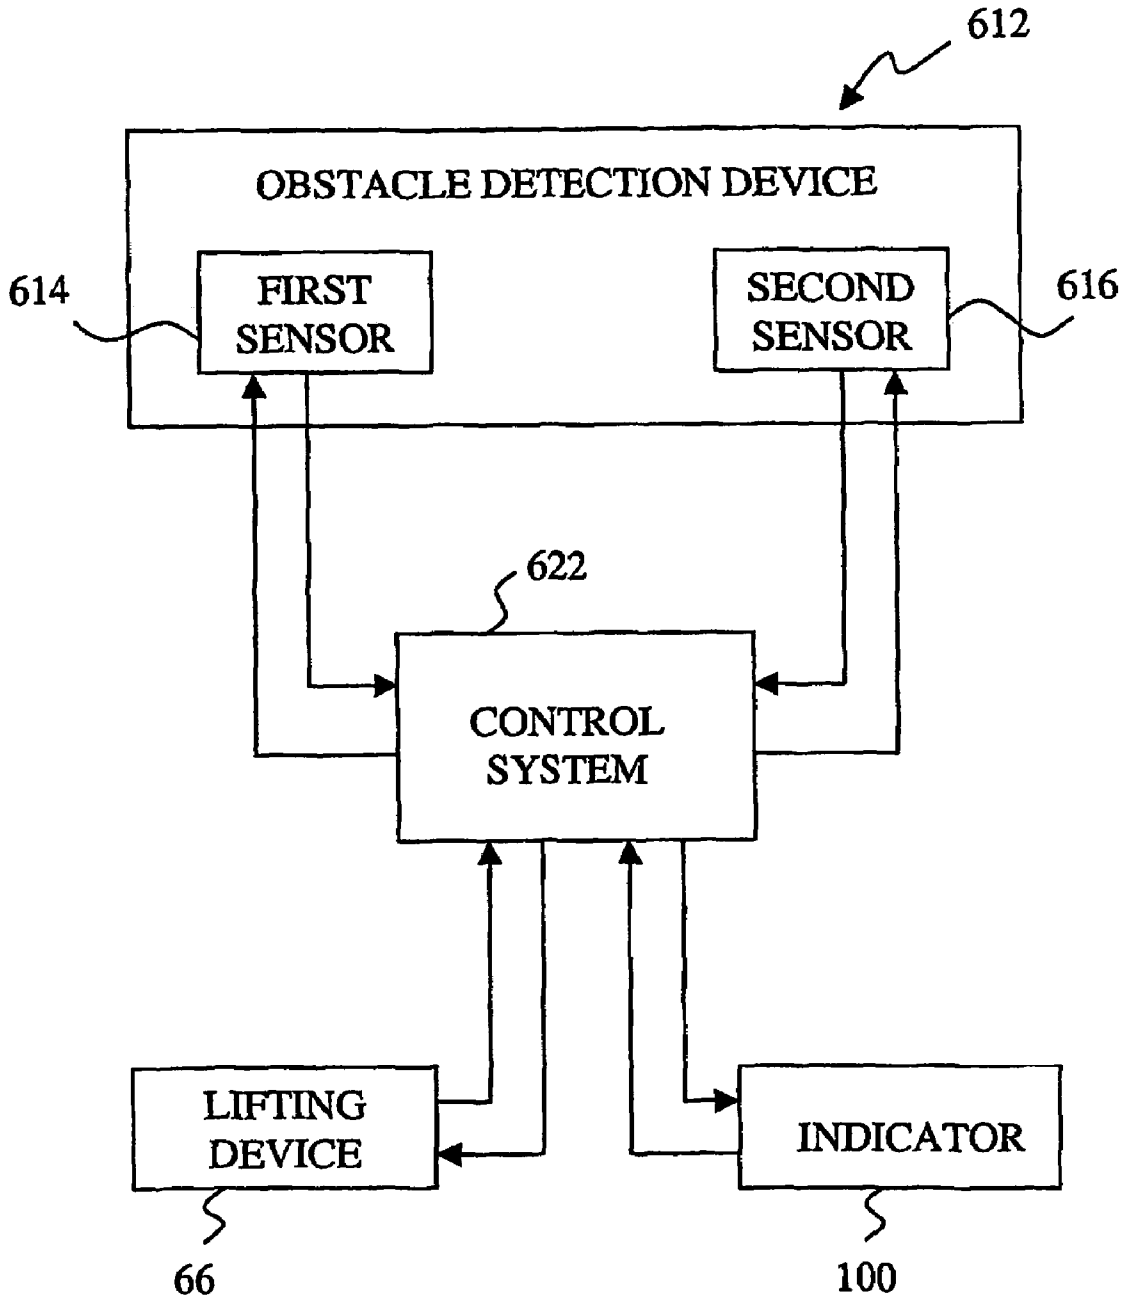 612
OBSTACLE DETECTION DEVICE
614
FIRST
SENSOR
SECOND
SENSOR
616
622
CONTROL
SYSTEM
LIFTING
DEVICE
INDICATOR
66
100